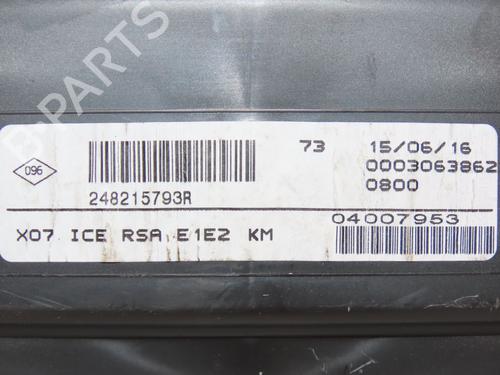 73 15/06/16
096 0003063862
248215793R 0800
04007953
X07 ICE RSA E1E2 KM
B-PARTS